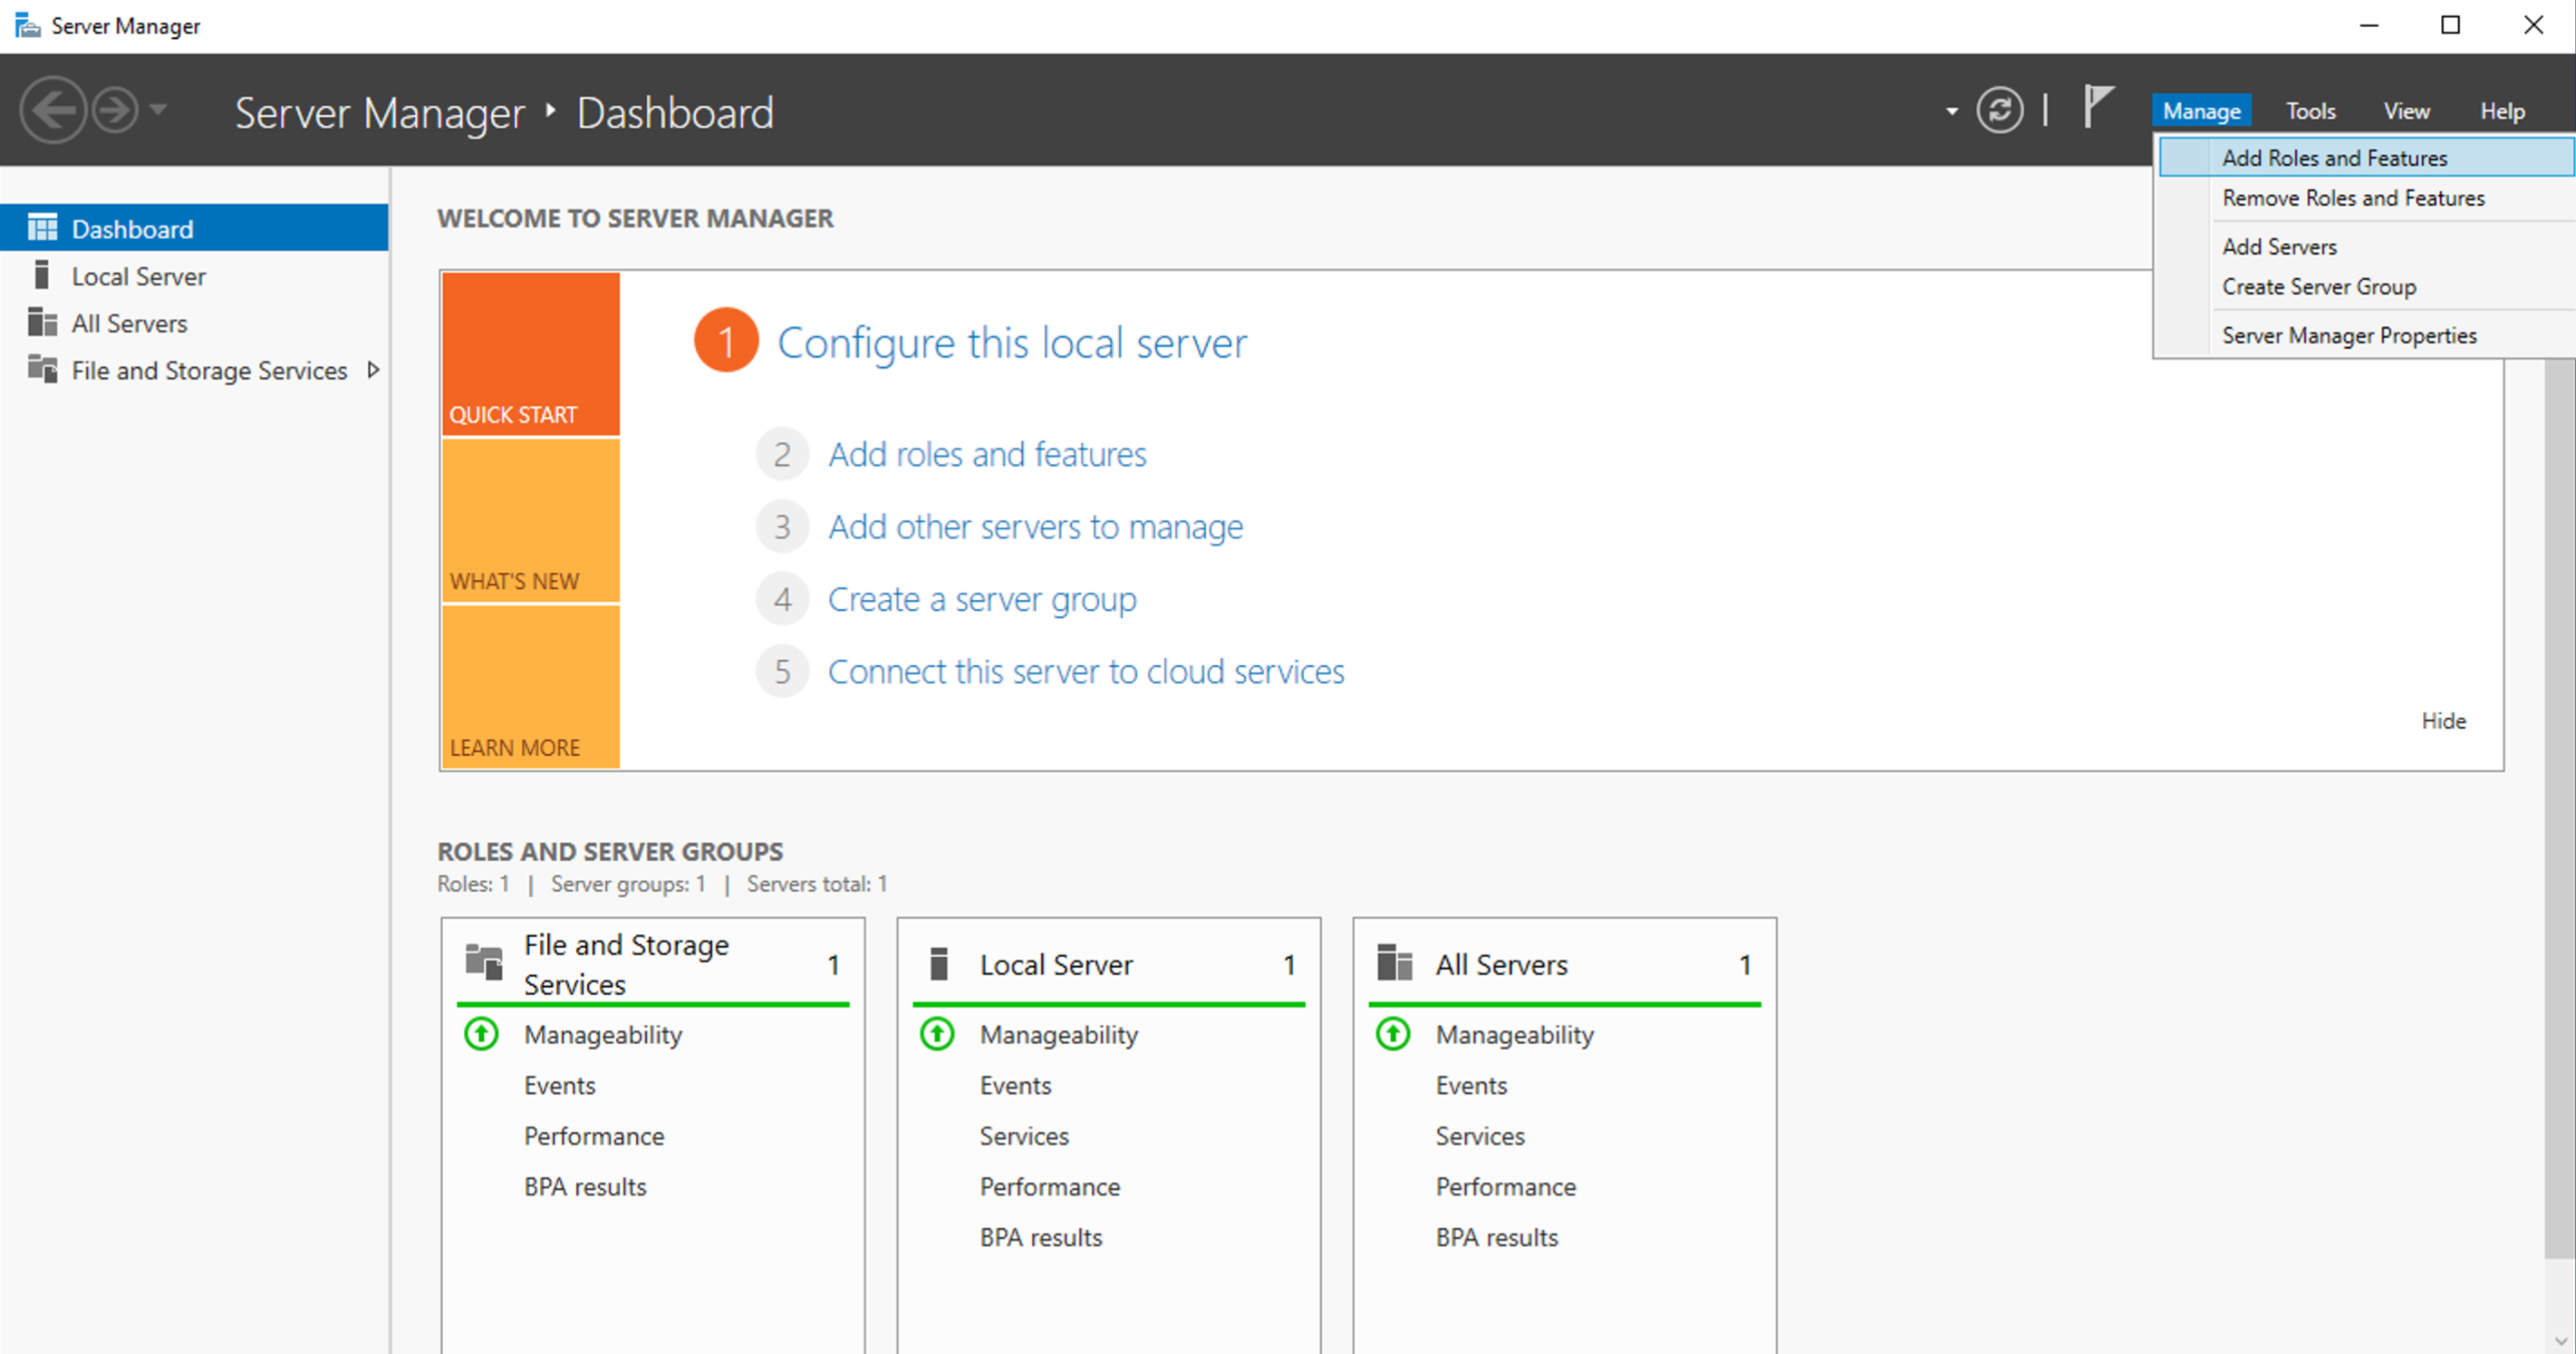 Server Manager
Server Manager ‣ Dashboard
Manage Tools View Help
Add Roles and Features
Remove Roles and Features
Add Servers
Create Server Group
Server Manager Properties
Dashboard
Local Server
All Servers
File and Storage Services
WELCOME TO SERVER MANAGER
QUICK START
WHAT'S NEW
LEARN MORE
1 Configure this local server
2 Add roles and features
3 Add other servers to manage
4 Create a server group
5 Connect this server to cloud services
Hide
ROLES AND SERVER GROUPS
Roles: 1 | Server groups: 1 | Servers total: 1
File and Storage
Services 1
Manageability
Events
Performance
BPA results
Local Server 1
Manageability
Events
Services
Performance
BPA results
All Servers 1
Manageability
Events
Services
Performance
BPA results